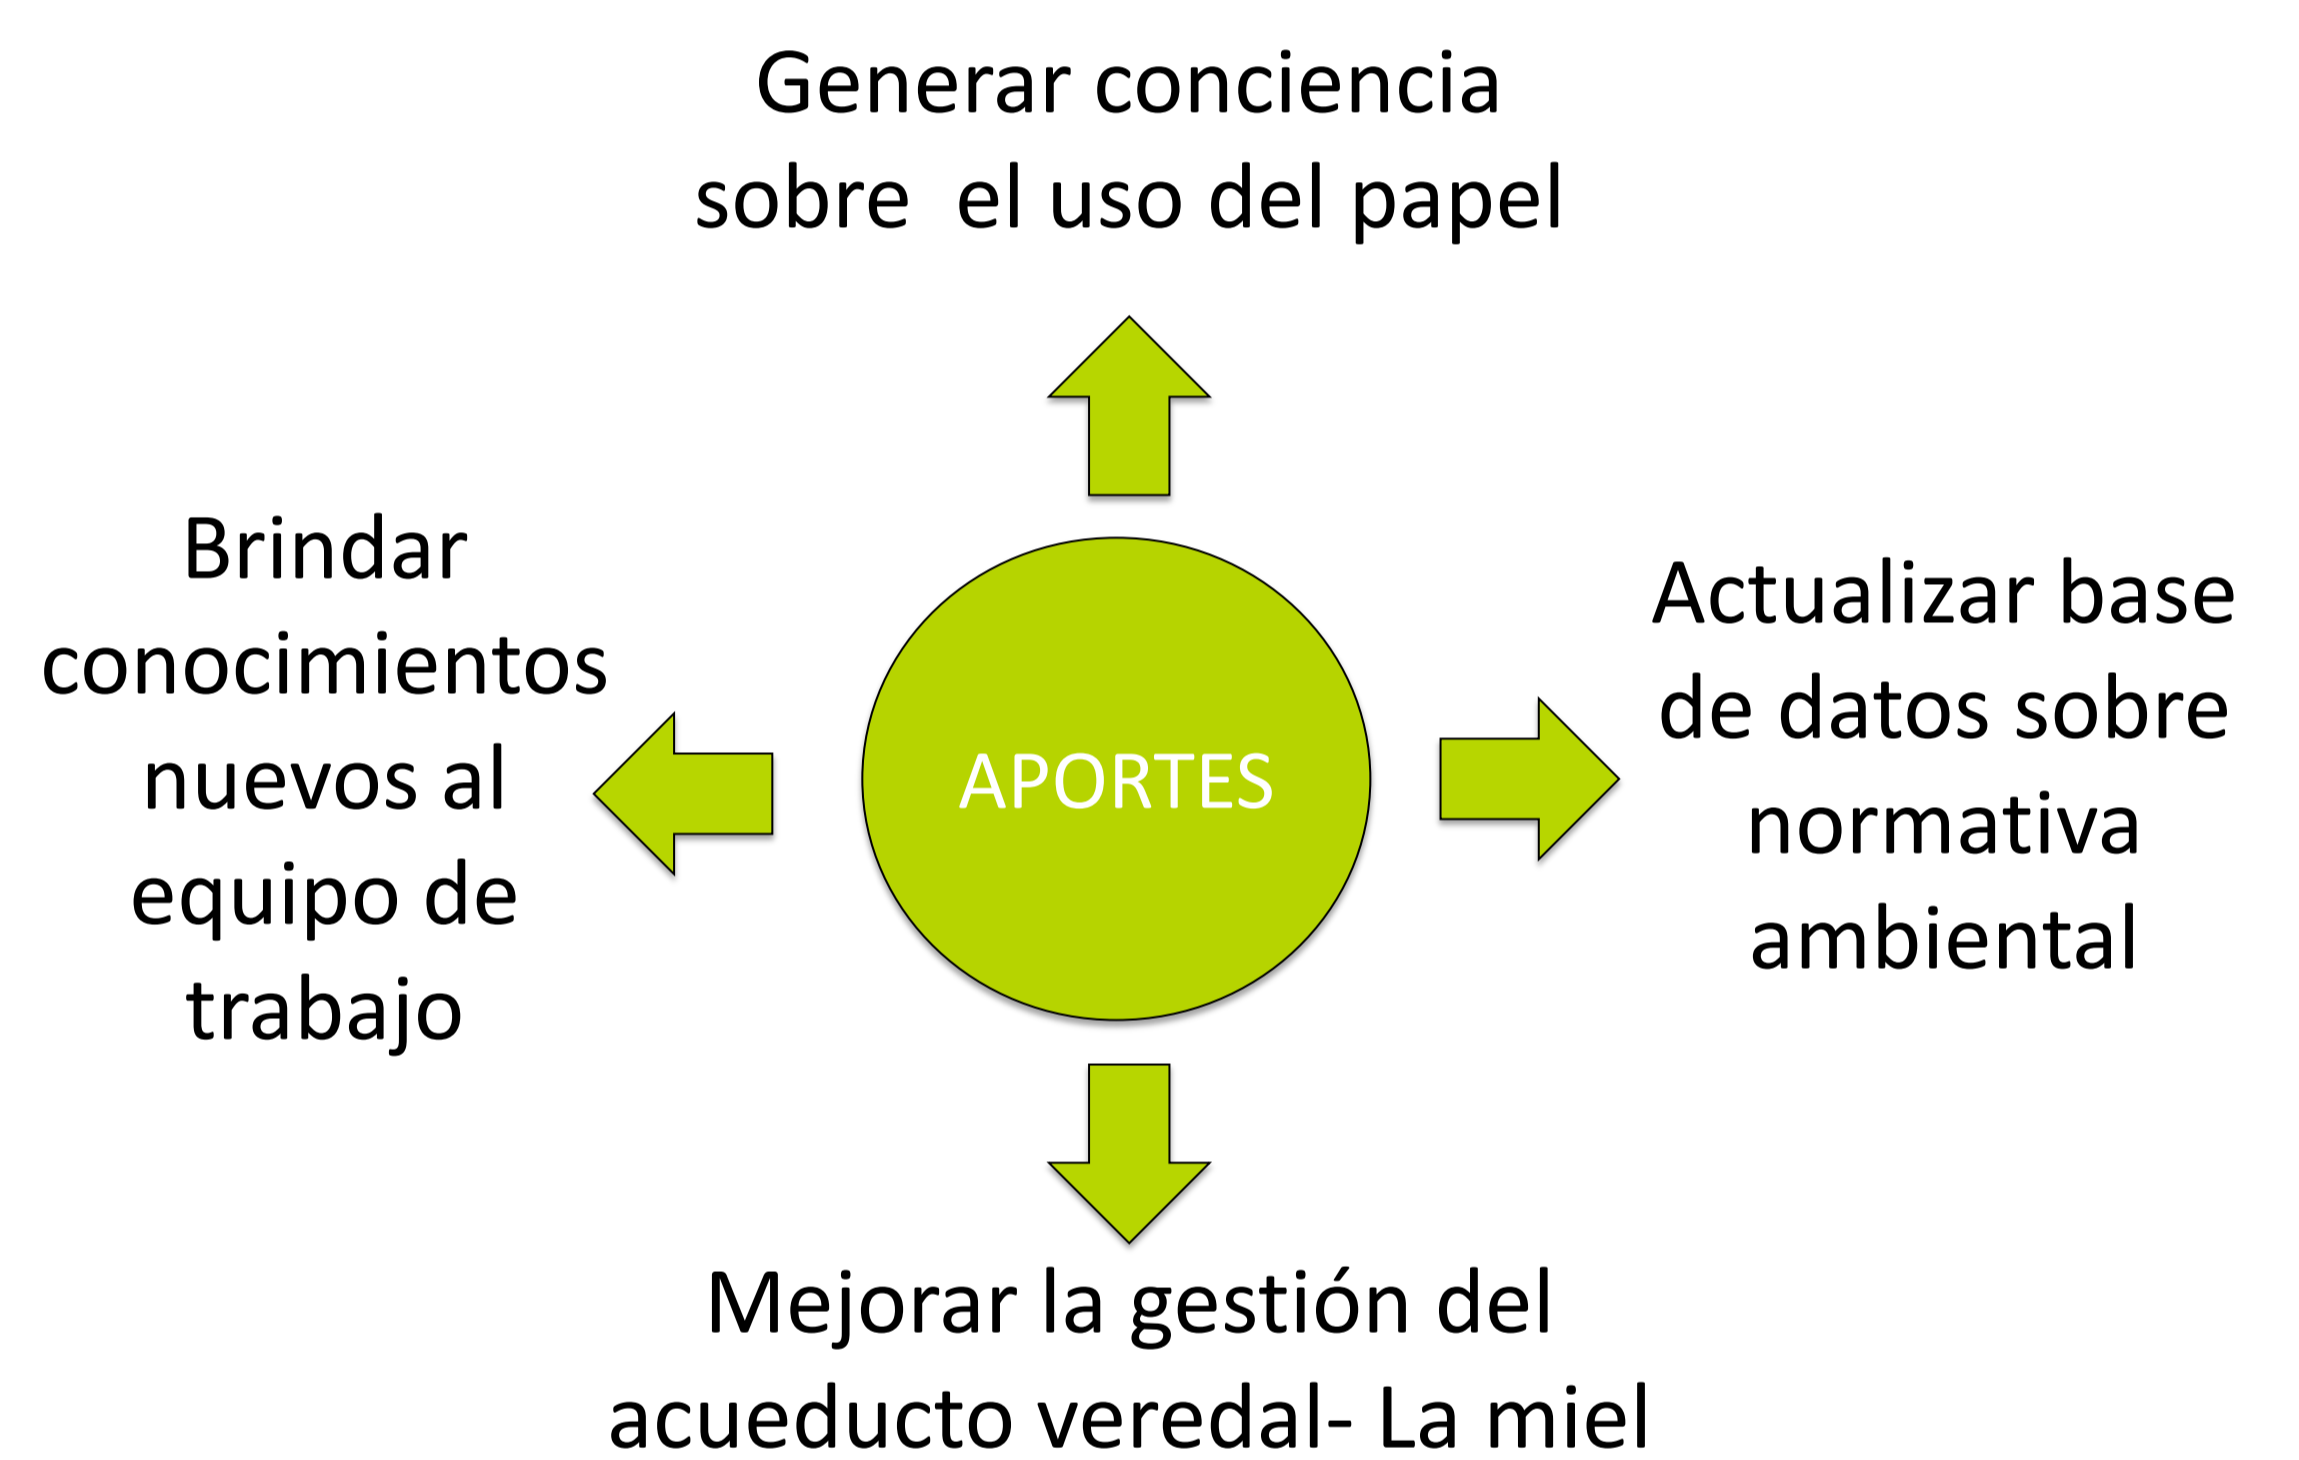 Generar conciencia
sobre  el uso del papel
Brindar
conocimientos
nuevos al
equipo de
trabajo
APORTES
Actualizar base
de datos sobre
normativa
ambiental
Mejorar la gestión del
acueducto veredal- La miel